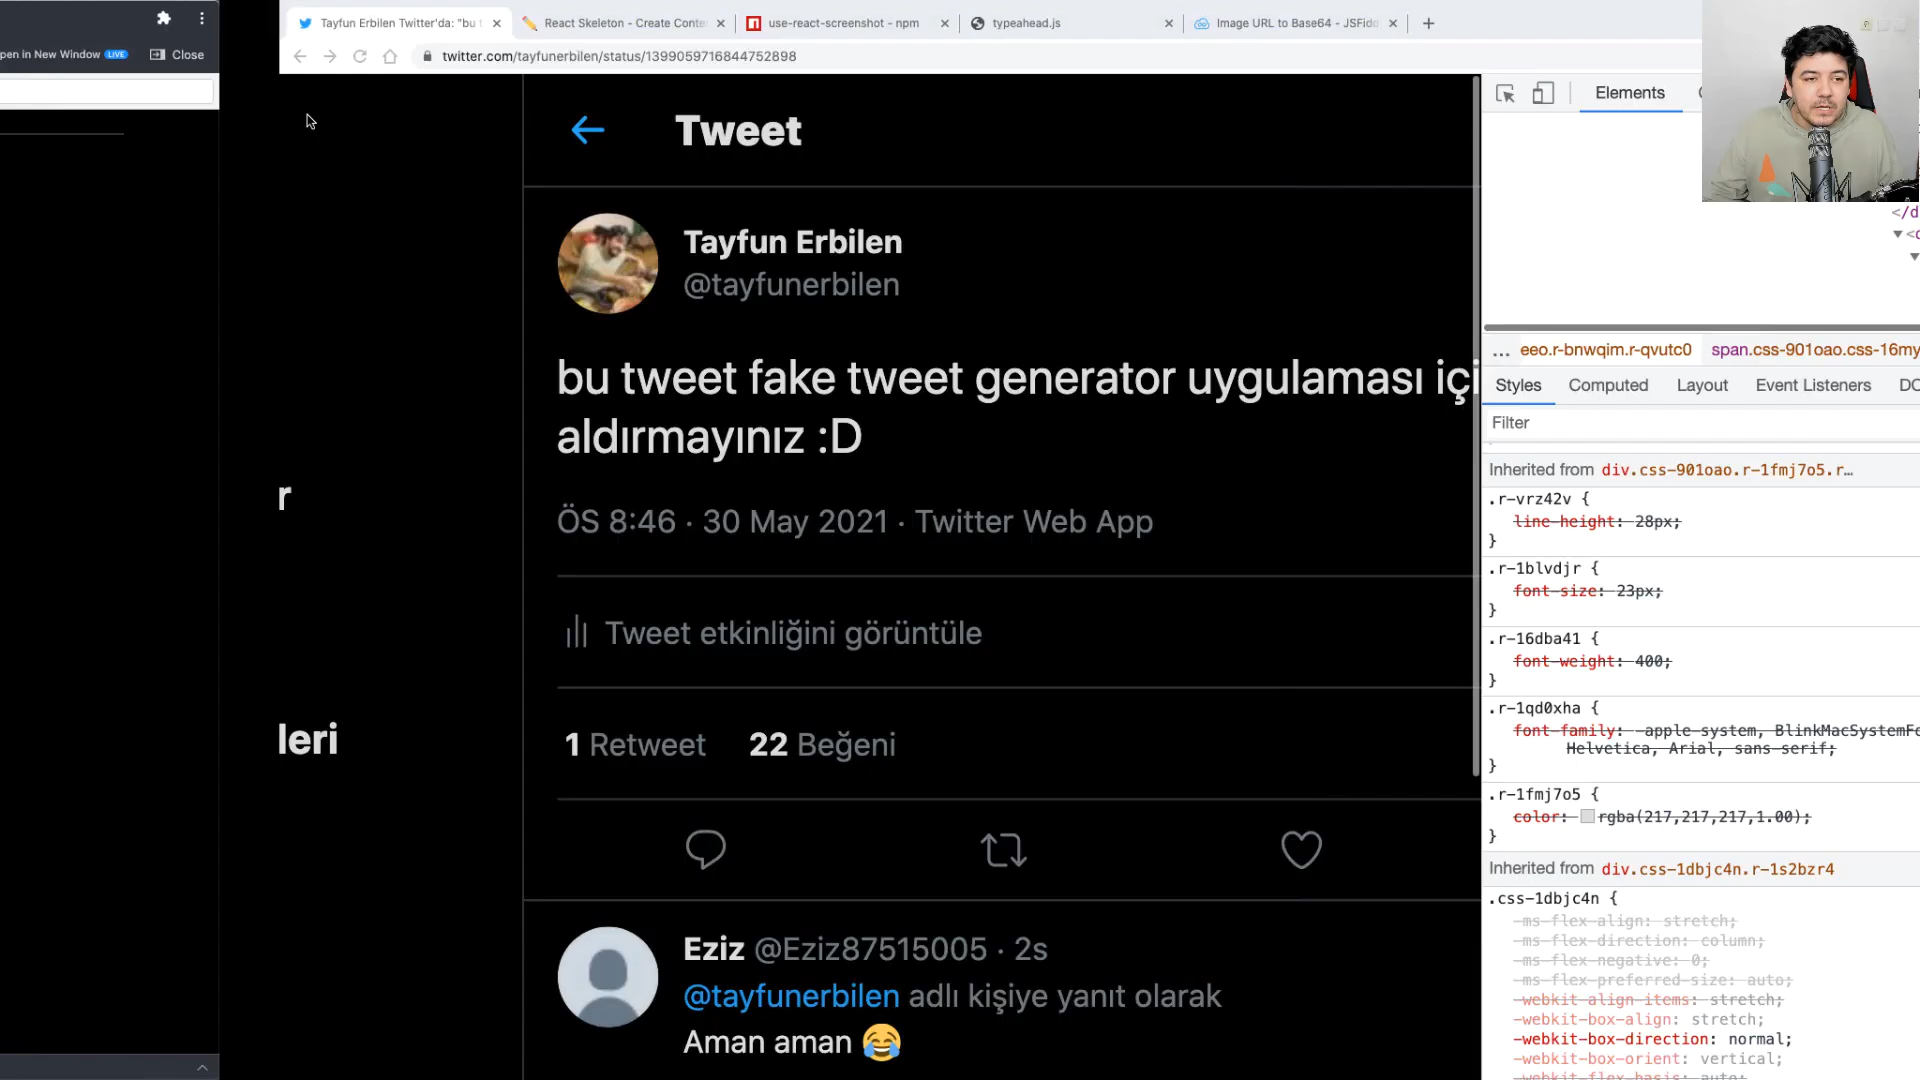 Tayfun Erbilen Twitter'da: "bu t
React Skeleton - Create Conte
use-react-screenshot - npm
typeahead.js
Image URL to Base64 - JSFidd
pen in New Window LIVE
Close
twitter.com/tayfunerbilen/status/1399059716844752898
r
leri
Tweet
Tayfun Erbilen
@tayfunerbilen
bu tweet fake tweet generator uygulaması içi
aldırmayınız :D
ÖS 8:46 · 30 May 2021 · Twitter Web App
Tweet etkinliğini görüntüle
1 Retweet 22 Beğeni
Eziz @Eziz87515005 · 2s
@tayfunerbilen adlı kişiye yanıt olarak
Aman aman 😂
Elements
</d
▼<d
▼
... eeo.r-bnwqim.r-qvutc0 span.css-901oao.css-16my
Styles Computed Layout Event Listeners DO
Filter
Inherited from div.css-901oao.r-1fmj7o5.r…
.r-vrz42v {
line-height: 28px;
}
.r-1blvdjr {
font-size: 23px;
}
.r-16dba41 {
font-weight: 400;
}
.r-1qd0xha {
font-family: -apple-system, BlinkMacSystemFo
Helvetica, Arial, sans-serif;
}
.r-1fmj7o5 {
color: rgba(217,217,217,1.00);
}
Inherited from div.css-1dbjc4n.r-1s2bzr4
.css-1dbjc4n {
-ms-flex-align: stretch;
-ms-flex-direction: column;
-ms-flex-negative: 0;
-ms-flex-preferred-size: auto;
-webkit-align-items: stretch;
-webkit-box-align: stretch;
-webkit-box-direction: normal;
-webkit-box-orient: vertical;
-webkit-flex-basis: auto;